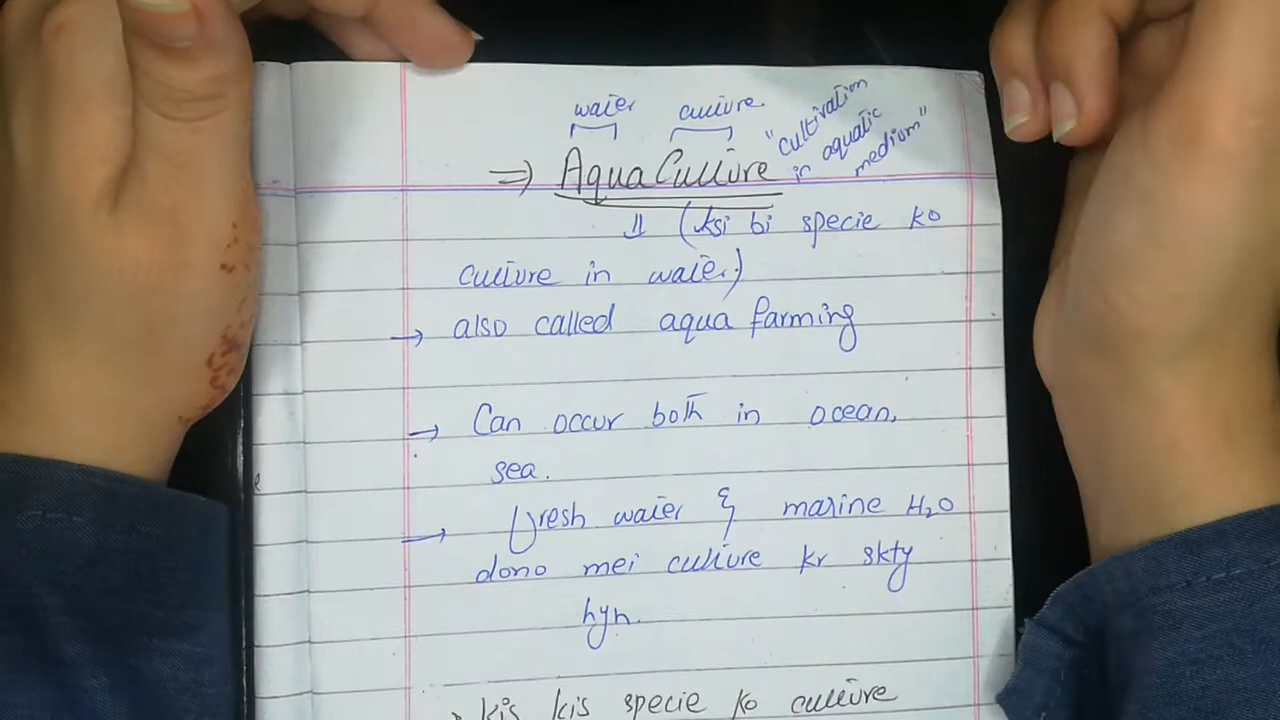 water culture
⇒ AquaCulture "cultivation
in aquatic
medium"
⇓ (ksi bi specie ko
culture in water.)
→ also called aqua farming
→ Can occur both in ocean,
sea.
→ fresh water & marine H₂O
dono mei culture kr skty
hyn.
→ kis kis specie ko culture